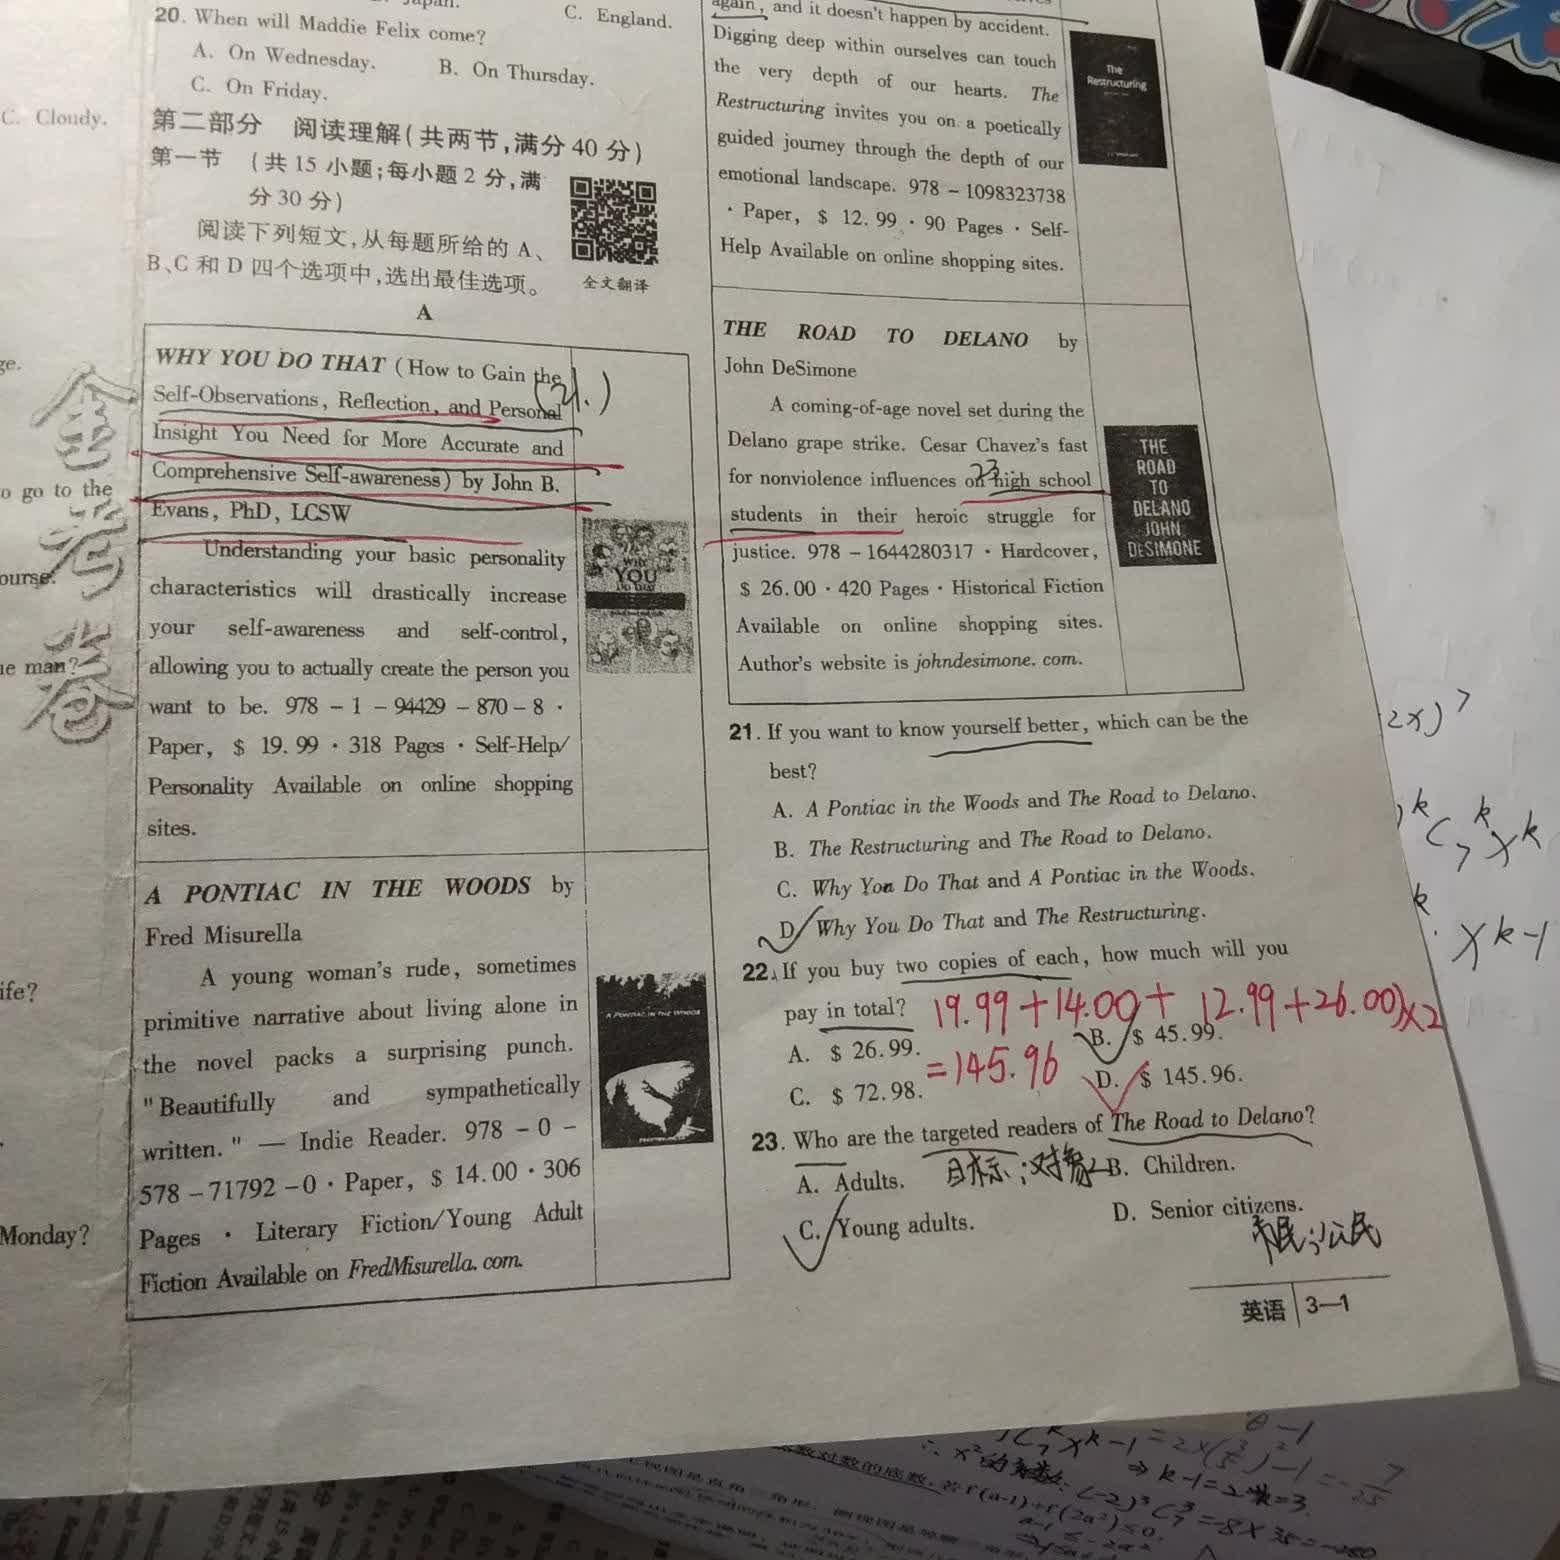 C. Cloudy.
ge.
o go to the
ourse.
ue man?
ife?
Monday?
金考卷
Japan.
C. England.
20. When will Maddie Felix come?
A. On Wednesday.
B. On Thursday.
C. On Friday.
第二部分 阅读理解(共两节,满分 40 分)
第一节 (共 15 小题;每小题 2 分,满
分 30 分)
阅读下列短文,从每题所给的 A、
B、C 和 D 四个选项中,选出最佳选项。
全文翻译
A
WHY YOU DO THAT (How to Gain the
Self-Observations, Reflection, and Personal
(21.)
Insight You Need for More Accurate and
Comprehensive Self-awareness) by John B.
Evans, PhD, LCSW
Understanding your basic personality
characteristics will drastically increase
your self-awareness and self-control,
allowing you to actually create the person you
want to be. 978 - 1 - 94429 - 870 - 8 ·
Paper, $ 19. 99 · 318 Pages · Self-Help/
Personality Available on online shopping
sites.
WHY
YOU
DO THAT
A PONTIAC IN THE WOODS by
Fred Misurella
A young woman's rude, sometimes
primitive narrative about living alone in
the novel packs a surprising punch.
"Beautifully and sympathetically
written. " — Indie Reader. 978 - 0 -
578 - 71792 - 0 · Paper, $ 14. 00 · 306
Pages · Literary Fiction/Young Adult
Fiction Available on FredMisurella. com.
A PONTIAC IN THE WOODS
again, and it doesn't happen by accident.
Digging deep within ourselves can touch
the very depth of our hearts. The
Restructuring invites you on a poetically
guided journey through the depth of our
emotional landscape. 978 - 1098323738
· Paper, $ 12. 99 · 90 Pages · Self-
Help Available on online shopping sites.
The
Restructuring
THE ROAD TO DELANO by
John DeSimone
A coming-of-age novel set during the
Delano grape strike. Cesar Chavez's fast
for nonviolence influences on high school
23
students in their heroic struggle for
justice. 978 - 1644280317 · Hardcover,
$ 26. 00 · 420 Pages · Historical Fiction
Available on online shopping sites.
Author's website is johndesimone. com.
THE
ROAD
TO
DELANO
JOHN
DESIMONE
21. If you want to know yourself better, which can be the
best?
A. A Pontiac in the Woods and The Road to Delano.
B. The Restructuring and The Road to Delano.
C. Why You Do That and A Pontiac in the Woods.
D. Why You Do That and The Restructuring.
22. If you buy two copies of each, how much will you
pay in total?
19.99+14.00+12.99+26.00)×2
=145.96
A. $ 26. 99.
B. $ 45. 99.
C. $ 72. 98.
D. $ 145. 96.
23. Who are the targeted readers of The Road to Delano?
目标;对象
A. Adults.
B. Children.
C. Young adults.
D. Senior citizens.
市民;公民
英语 3—1
2x)⁷
x^k-1